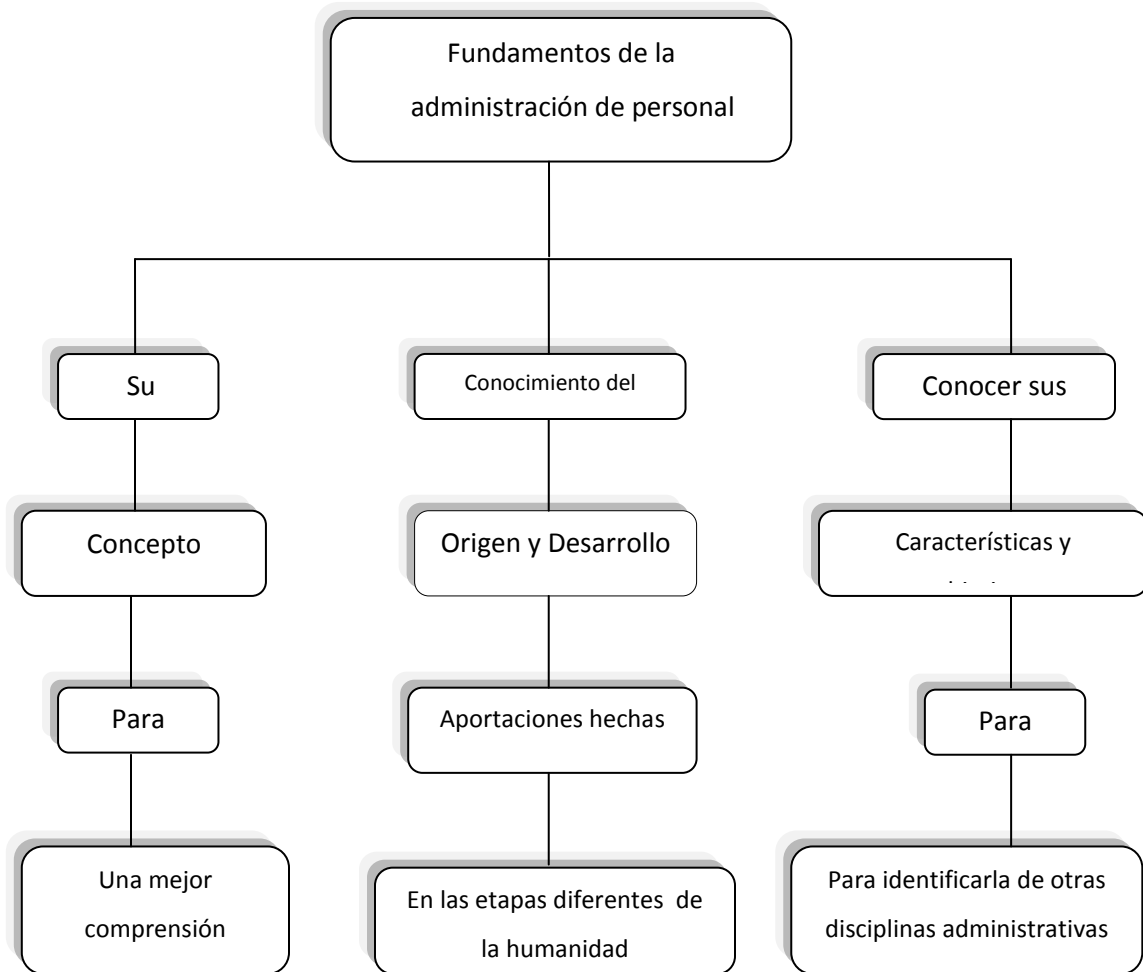 Fundamentos de la
administración de personal
Su
Conocimiento del
Conocer sus
Concepto
Origen y Desarrollo
Características y
Para
Aportaciones hechas
Para
Una mejor
comprensión
En las etapas diferentes de
la humanidad
Para identificarla de otras
disciplinas administrativas